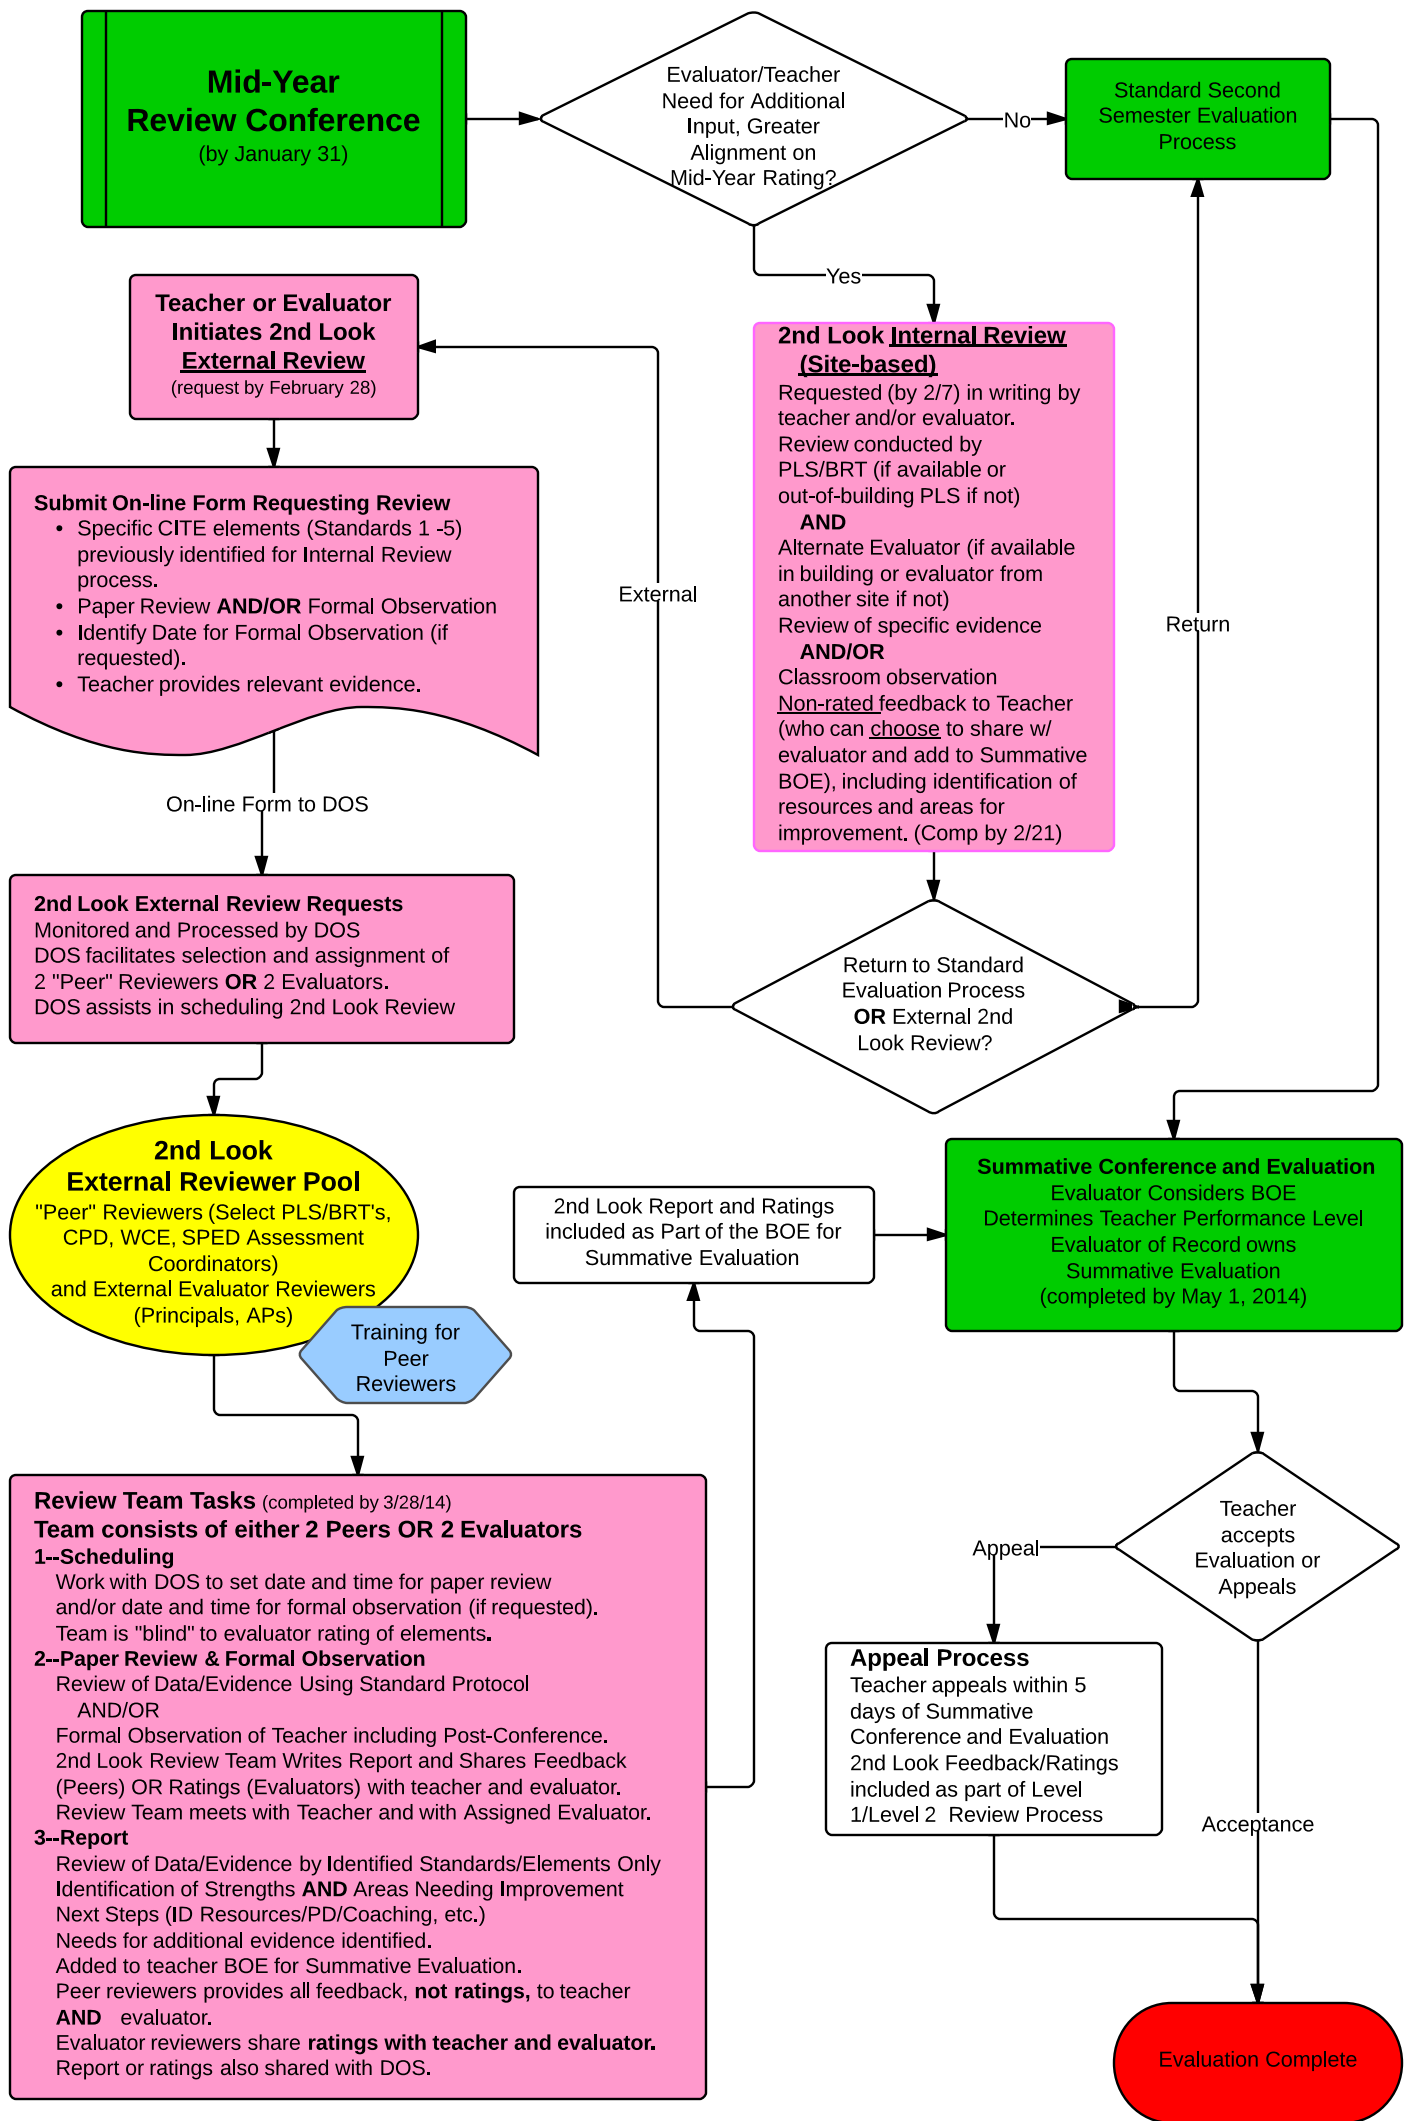 Mid-Year
Review Conference
(by January 31)
Evaluator/Teacher
Need for Additional
Input, Greater
Alignment on
Mid-Year Rating?
No
Standard Second
Semester Evaluation
Process
Yes
Teacher or Evaluator
Initiates 2nd Look
External Review
(request by February 28)
2nd Look Internal Review
(Site-based)
Requested (by 2/7) in writing by
teacher and/or evaluator.
Review conducted by
PLS/BRT (if available or
out-of-building PLS if not)
AND
Alternate Evaluator (if available
in building or evaluator from
another site if not)
Review of specific evidence
AND/OR
Classroom observation
Non-rated feedback to Teacher
(who can choose to share w/
evaluator and add to Summative
BOE), including identification of
resources and areas for
improvement. (Comp by 2/21)
External
Return
Submit On-line Form Requesting Review
• Specific CITE elements (Standards 1 -5)
previously identified for Internal Review
process.
• Paper Review AND/OR Formal Observation
• Identify Date for Formal Observation (if
requested).
• Teacher provides relevant evidence.
On-line Form to DOS
2nd Look External Review Requests
Monitored and Processed by DOS
DOS facilitates selection and assignment of
2 "Peer" Reviewers OR 2 Evaluators.
DOS assists in scheduling 2nd Look Review
Return to Standard
Evaluation Process
OR External 2nd
Look Review?
2nd Look
External Reviewer Pool
"Peer" Reviewers (Select PLS/BRT's,
CPD, WCE, SPED Assessment
Coordinators)
and External Evaluator Reviewers
(Principals, APs)
Training for
Peer
Reviewers
2nd Look Report and Ratings
included as Part of the BOE for
Summative Evaluation
Summative Conference and Evaluation
Evaluator Considers BOE
Determines Teacher Performance Level
Evaluator of Record owns
Summative Evaluation
(completed by May 1, 2014)
Review Team Tasks (completed by 3/28/14)
Team consists of either 2 Peers OR 2 Evaluators
1--Scheduling
Work with DOS to set date and time for paper review
and/or date and time for formal observation (if requested).
Team is "blind" to evaluator rating of elements.
2--Paper Review & Formal Observation
Review of Data/Evidence Using Standard Protocol
AND/OR
Formal Observation of Teacher including Post-Conference.
2nd Look Review Team Writes Report and Shares Feedback
(Peers) OR Ratings (Evaluators) with teacher and evaluator.
Review Team meets with Teacher and with Assigned Evaluator.
3--Report
Review of Data/Evidence by Identified Standards/Elements Only
Identification of Strengths AND Areas Needing Improvement
Next Steps (ID Resources/PD/Coaching, etc.)
Needs for additional evidence identified.
Added to teacher BOE for Summative Evaluation.
Peer reviewers provides all feedback, not ratings, to teacher
AND evaluator.
Evaluator reviewers share ratings with teacher and evaluator.
Report or ratings also shared with DOS.
Teacher
accepts
Evaluation or
Appeals
Appeal
Appeal Process
Teacher appeals within 5
days of Summative
Conference and Evaluation
2nd Look Feedback/Ratings
included as part of Level
1/Level 2 Review Process
Acceptance
Evaluation Complete